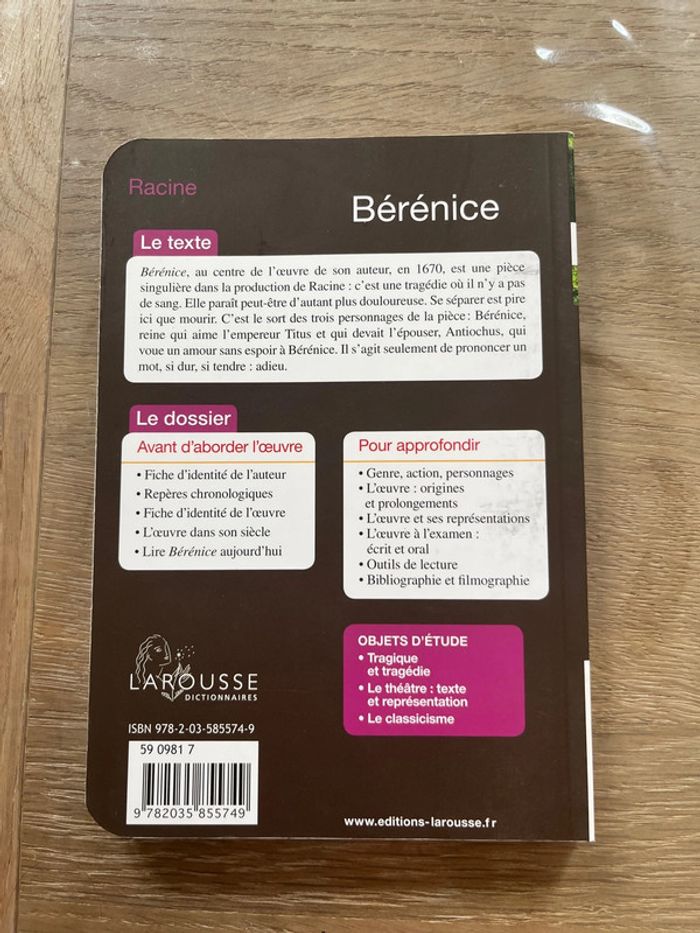 Racine
Bérénice
Le texte
Bérénice, au centre de l'œuvre de son auteur, en 1670, est une pièce
singulière dans la production de Racine : c'est une tragédie où il n'y a pas
de sang. Elle paraît peut-être d'autant plus douloureuse. Se séparer est pire
ici que mourir. C'est le sort des trois personnages de la pièce : Bérénice,
reine qui aime l'empereur Titus et qui devait l'épouser, Antiochus, qui
voue un amour sans espoir à Bérénice. Il s'agit seulement de prononcer un
mot, si dur, si tendre : adieu.
Le dossier
Avant d'aborder l'œuvre
• Fiche d'identité de l'auteur
• Repères chronologiques
• Fiche d'identité de l'œuvre
• L'œuvre dans son siècle
• Lire Bérénice aujourd'hui
Pour approfondir
• Genre, action, personnages
• L'œuvre : origines
et prolongements
• L'œuvre et ses représentations
• L'œuvre à l'examen :
écrit et oral
• Outils de lecture
• Bibliographie et filmographie
OBJETS D'ÉTUDE
• Tragique
et tragédie
• Le théâtre : texte
et représentation
• Le classicisme
LAROUSSE
DICTIONNAIRES
ISBN 978-2-03-585574-9
59 0981 7
9 782035 855749
www.editions-larousse.fr